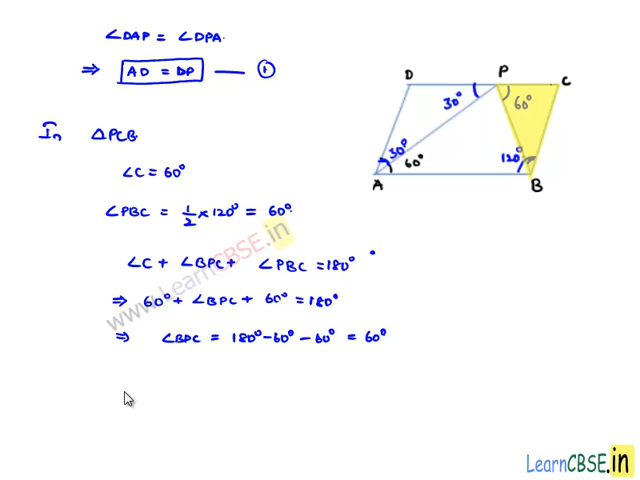 ∠DAP = ∠DPA.
⇒ AD = DP — ①
In △PCB
∠C = 60°
∠PBC = 1/2 × 120° = 60°.
∠C + ∠BPC + ∠PBC = 180°
⇒ 60° + ∠BPC + 60° = 180°
⇒ ∠BPC = 180° - 60° - 60° = 60°
D P C
30° 60°
30° 60° 120°
A B
www.LearnCBSE.in
LearnCBSE.in